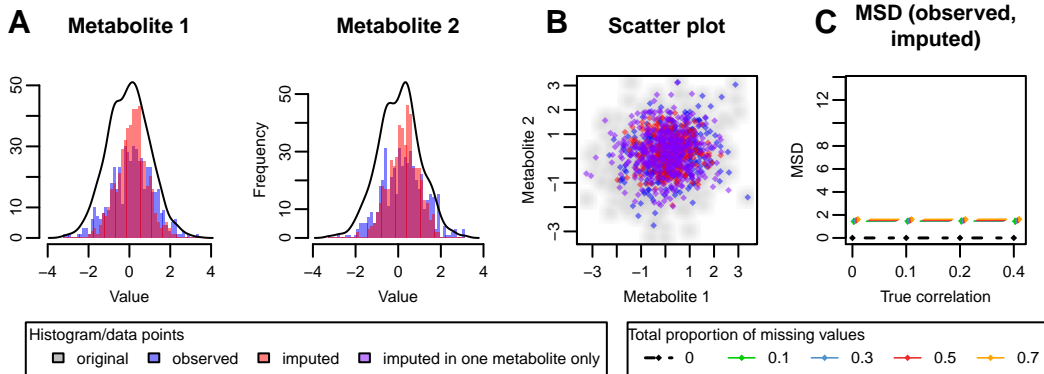 A
Metabolite 1
Metabolite 2
B
Scatter plot
C
MSD (observed,
imputed)
50
30
10
0
−4
−2
0
2
4
Value
Frequency
50
30
10
0
−4
−2
0
2
4
Value
Metabolite 2
3
1
−1
−3
−3
−1
1
2
3
Metabolite 1
MSD
12
8
6
4
2
0
0
0.1
0.2
0.4
True correlation
Histogram/data points
original
observed
imputed
imputed in one metabolite only
Total proportion of missing values
0
0.1
0.3
0.5
0.7